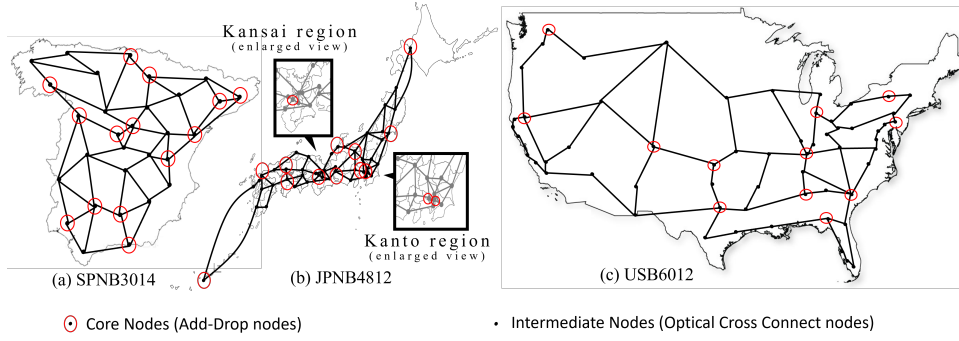 Kansai region
(enlarged view)
Kanto region
(enlarged view)
(a) SPNB3014
(b) JPNB4812
(c) USB6012
Core Nodes (Add-Drop nodes)
Intermediate Nodes (Optical Cross Connect nodes)